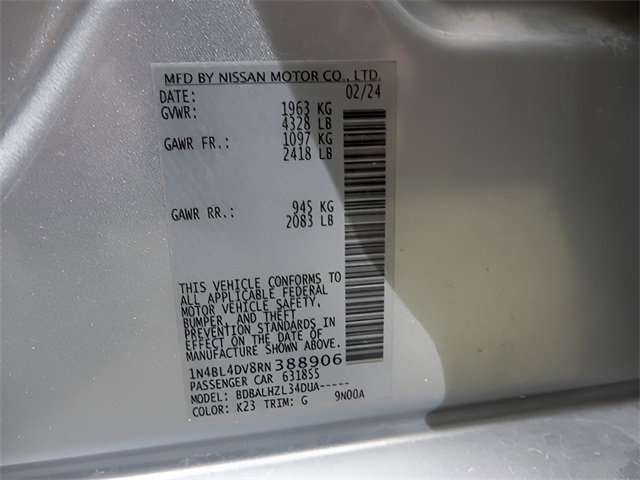 MFD BY NISSAN MOTOR CO., LTD.
DATE: 02/24
GVWR: 1963 KG
4328 LB
GAWR FR.: 1097 KG
2418 LB
GAWR RR.: 945 KG
2083 LB
THIS VEHICLE CONFORMS TO
ALL APPLICABLE FEDERAL
MOTOR VEHICLE SAFETY,
BUMPER, AND THEFT
PREVENTION STANDARDS IN
EFFECT ON THE DATE OF
MANUFACTURE SHOWN ABOVE.
1N4BL4DV8RN388906
PASSENGER CAR 6318SS
MODEL: BDBALHZL34DUA-----
COLOR: K23 TRIM: G 9N00A